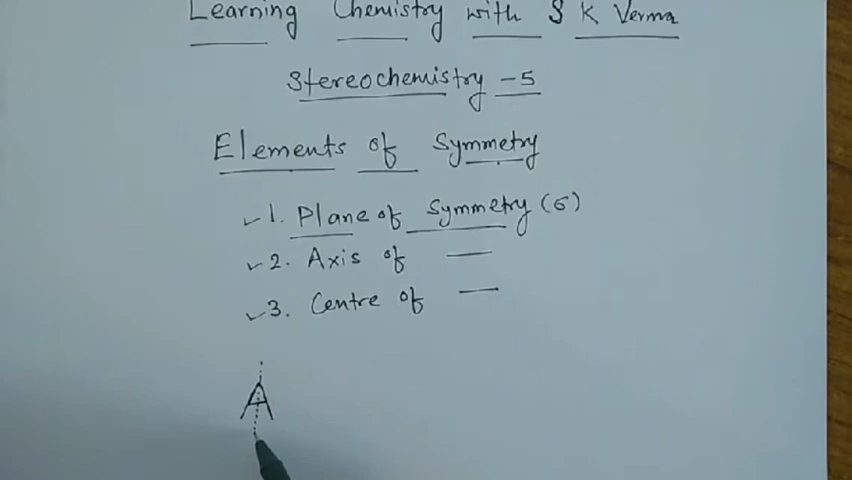 Learning Chemistry with S K Verma
Stereochemistry - 5
Elements of Symmetry
✓1. Plane of Symmetry (σ)
✓2. Axis of —
✓3. Centre of —
A